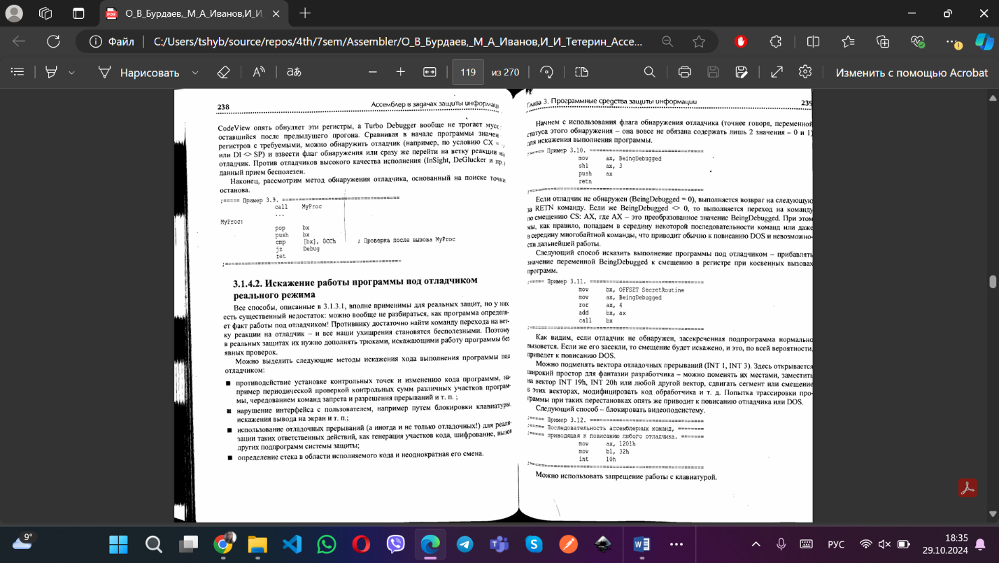 О_В_Бурдаев,_М_А_Иванов,И_И_
Файл
C:/Users/tshyb/source/repos/4th/7sem/Assembler/О_В_Бурдаев,_М_А_Иванов,И_И_Тетерин_Ассе...
Нарисовать
119 из 270
Изменить с помощью Acrobat
238
Ассемблер в задачах защиты информац
CodeView опять обнуляет эти регистры, а Turbo Debugger вообще не трогает мус
оставшийся после предыдущего прогона. Сравнивая в начале программы значен
регистров с требуемыми, можно обнаружить отладчик (например, по условию CX =
или DI <> SP) и взвести флаг обнаружения или сразу же перейти на ветку реакции на
отладчик. Против отладчиков высокого качества исполнения (InSight, DeGlucker и пр.)
данный прием бесполезен.
Наконец, рассмотрим метод обнаружения отладчика, основанный на поиске точки
останова.
;===== Пример 3.9. ===================================
call MyProc
...
MyProc:
pop bx
push bx
cmp [bx], 0CCh ; Проверка после вызова MyProc
jz Debug
ret
;=====================================================
3.1.4.2. Искажение работы программы под отладчиком
реального режима
Все способы, описанные в 3.1.3.1, вполне применимы для реальных защит, но у них
есть существенный недостаток: можно вообще не разбираться, как программа определя-
ет факт работы под отладчиком! Противнику достаточно найти команду перехода на вет-
ку реакции на отладчик – и все наши ухищрения становятся бесполезными. Поэтому
в реальных защитах их нужно дополнять трюками, искажающими работу программы без
явных проверок.
Можно выделить следующие методы искажения хода выполнения программы под
отладчиком:
■ противодействие установке контрольных точек и изменению кода программы, на-
пример периодической проверкой контрольных сумм различных участков програм-
мы, чередованием команд запрета и разрешения прерываний и т. п. ;
■ нарушение интерфейса с пользователем, например путем блокировки клавиатуры,
искажения вывода на экран и т. п.;
■ использование отладочных прерываний (а иногда и не только отладочных!) для реали-
зации таких ответственных действий, как генерация участков кода, шифрование, вызов
других подпрограмм системы защиты;
■ определение стека в области исполняемого кода и неоднократная его смена.
Глава 3. Программные средства защиты информации
239
Начнем с использования флага обнаружения отладчика (точнее говоря, переменной
статуса этого обнаружения – она вовсе не обязана содержать лишь 2 значения – 0 и 1)
для искажения выполнения программы.
;===== Пример 3.10. ==================================
mov ax, BeingDebugged
shl ax, 3
push ax
retn
;=====================================================
Если отладчик не обнаружен (BeingDebugged = 0), выполняется возврат на следующую
за RETN команду. Если же BeingDebugged <> 0, то выполняется переход на команду
по смещению CS: AX, где AX – это преобразованное значение BeingDebugged. При этом
мы, как правило, попадаем в середину некоторой последовательности команд или даже
в середину многобайтной команды, что приводит обычно к повисанию DOS и невозможно-
сти дальнейшей работы.
Следующий способ исказить выполнение программы под отладчиком – прибавлять
значение переменной BeingDebugged к смещению в регистре при косвенных вызовах
программ.
;===== Пример 3.11. ==================================
mov bx, OFFSET SecretRoutine
mov ax, BeingDebugged
ror ax, 4
add bx, ax
call bx
;=====================================================
Как видим, если отладчик не обнаружен, засекреченная подпрограмма нормально
вызовется. Если же его засекли, то смещение будет искажено, и это, по всей вероятности,
приведет к повисанию DOS.
Можно подменять вектора отладочных прерываний (INT 1, INT 3). Здесь открывается
широкий простор для фантазии разработчика – можно поменять их местами, заместить
на вектор INT 19h, INT 20h или любой другой вектор, сдвигать сегмент или смещение
в этих векторах, модифицировать код обработчика и т. д. Попытка трассировки про-
граммы при таких перестановках опять же приводит к повисанию отладчика или DOS.
Следующий способ – блокировать видеоподсистему.
;===== Пример 3.12. ==================================
;===== Последовательность ассемблерных команд, ========
;===== приводящая к повисанию любого отладчика. =======
mov ax, 1201h
mov bl, 32h
int 10h
;=====================================================
Можно использовать запрещение работы с клавиатурой.
9°
РУС
18:35
29.10.2024